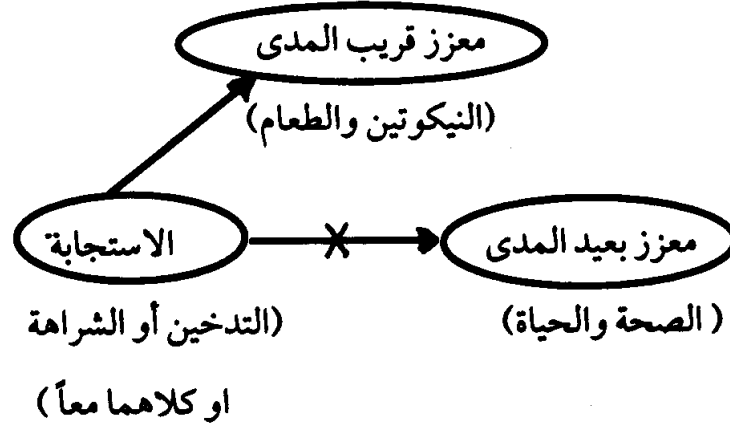 معزز قريب المدى
(النيكوتين والطعام)
الاستجابة
معزز بعيد المدى
(التدخين أو الشراهة
او كلاهما معاً)
(الصحة والحياة)